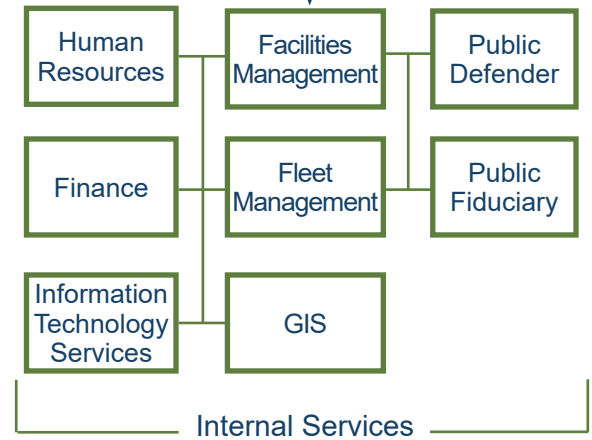 Human
Resources
Facilities
Management
Public
Defender
Finance
Fleet
Management
Public
Fiduciary
Information
Technology
Services
GIS
Internal Services